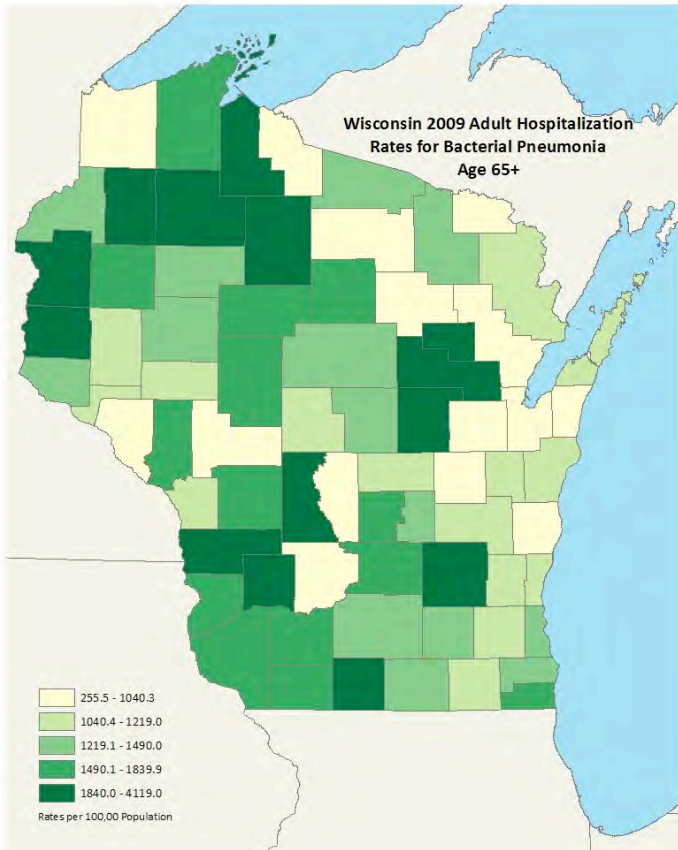 Wisconsin 2009 Adult Hospitalization
Rates for Bacterial Pneumonia
Age 65+
255.5 - 1040.3
1040.4 - 1219.0
1219.1 - 1490.0
1490.1 - 1839.9
1840.0 - 4119.0
Rates per 100,00 Population